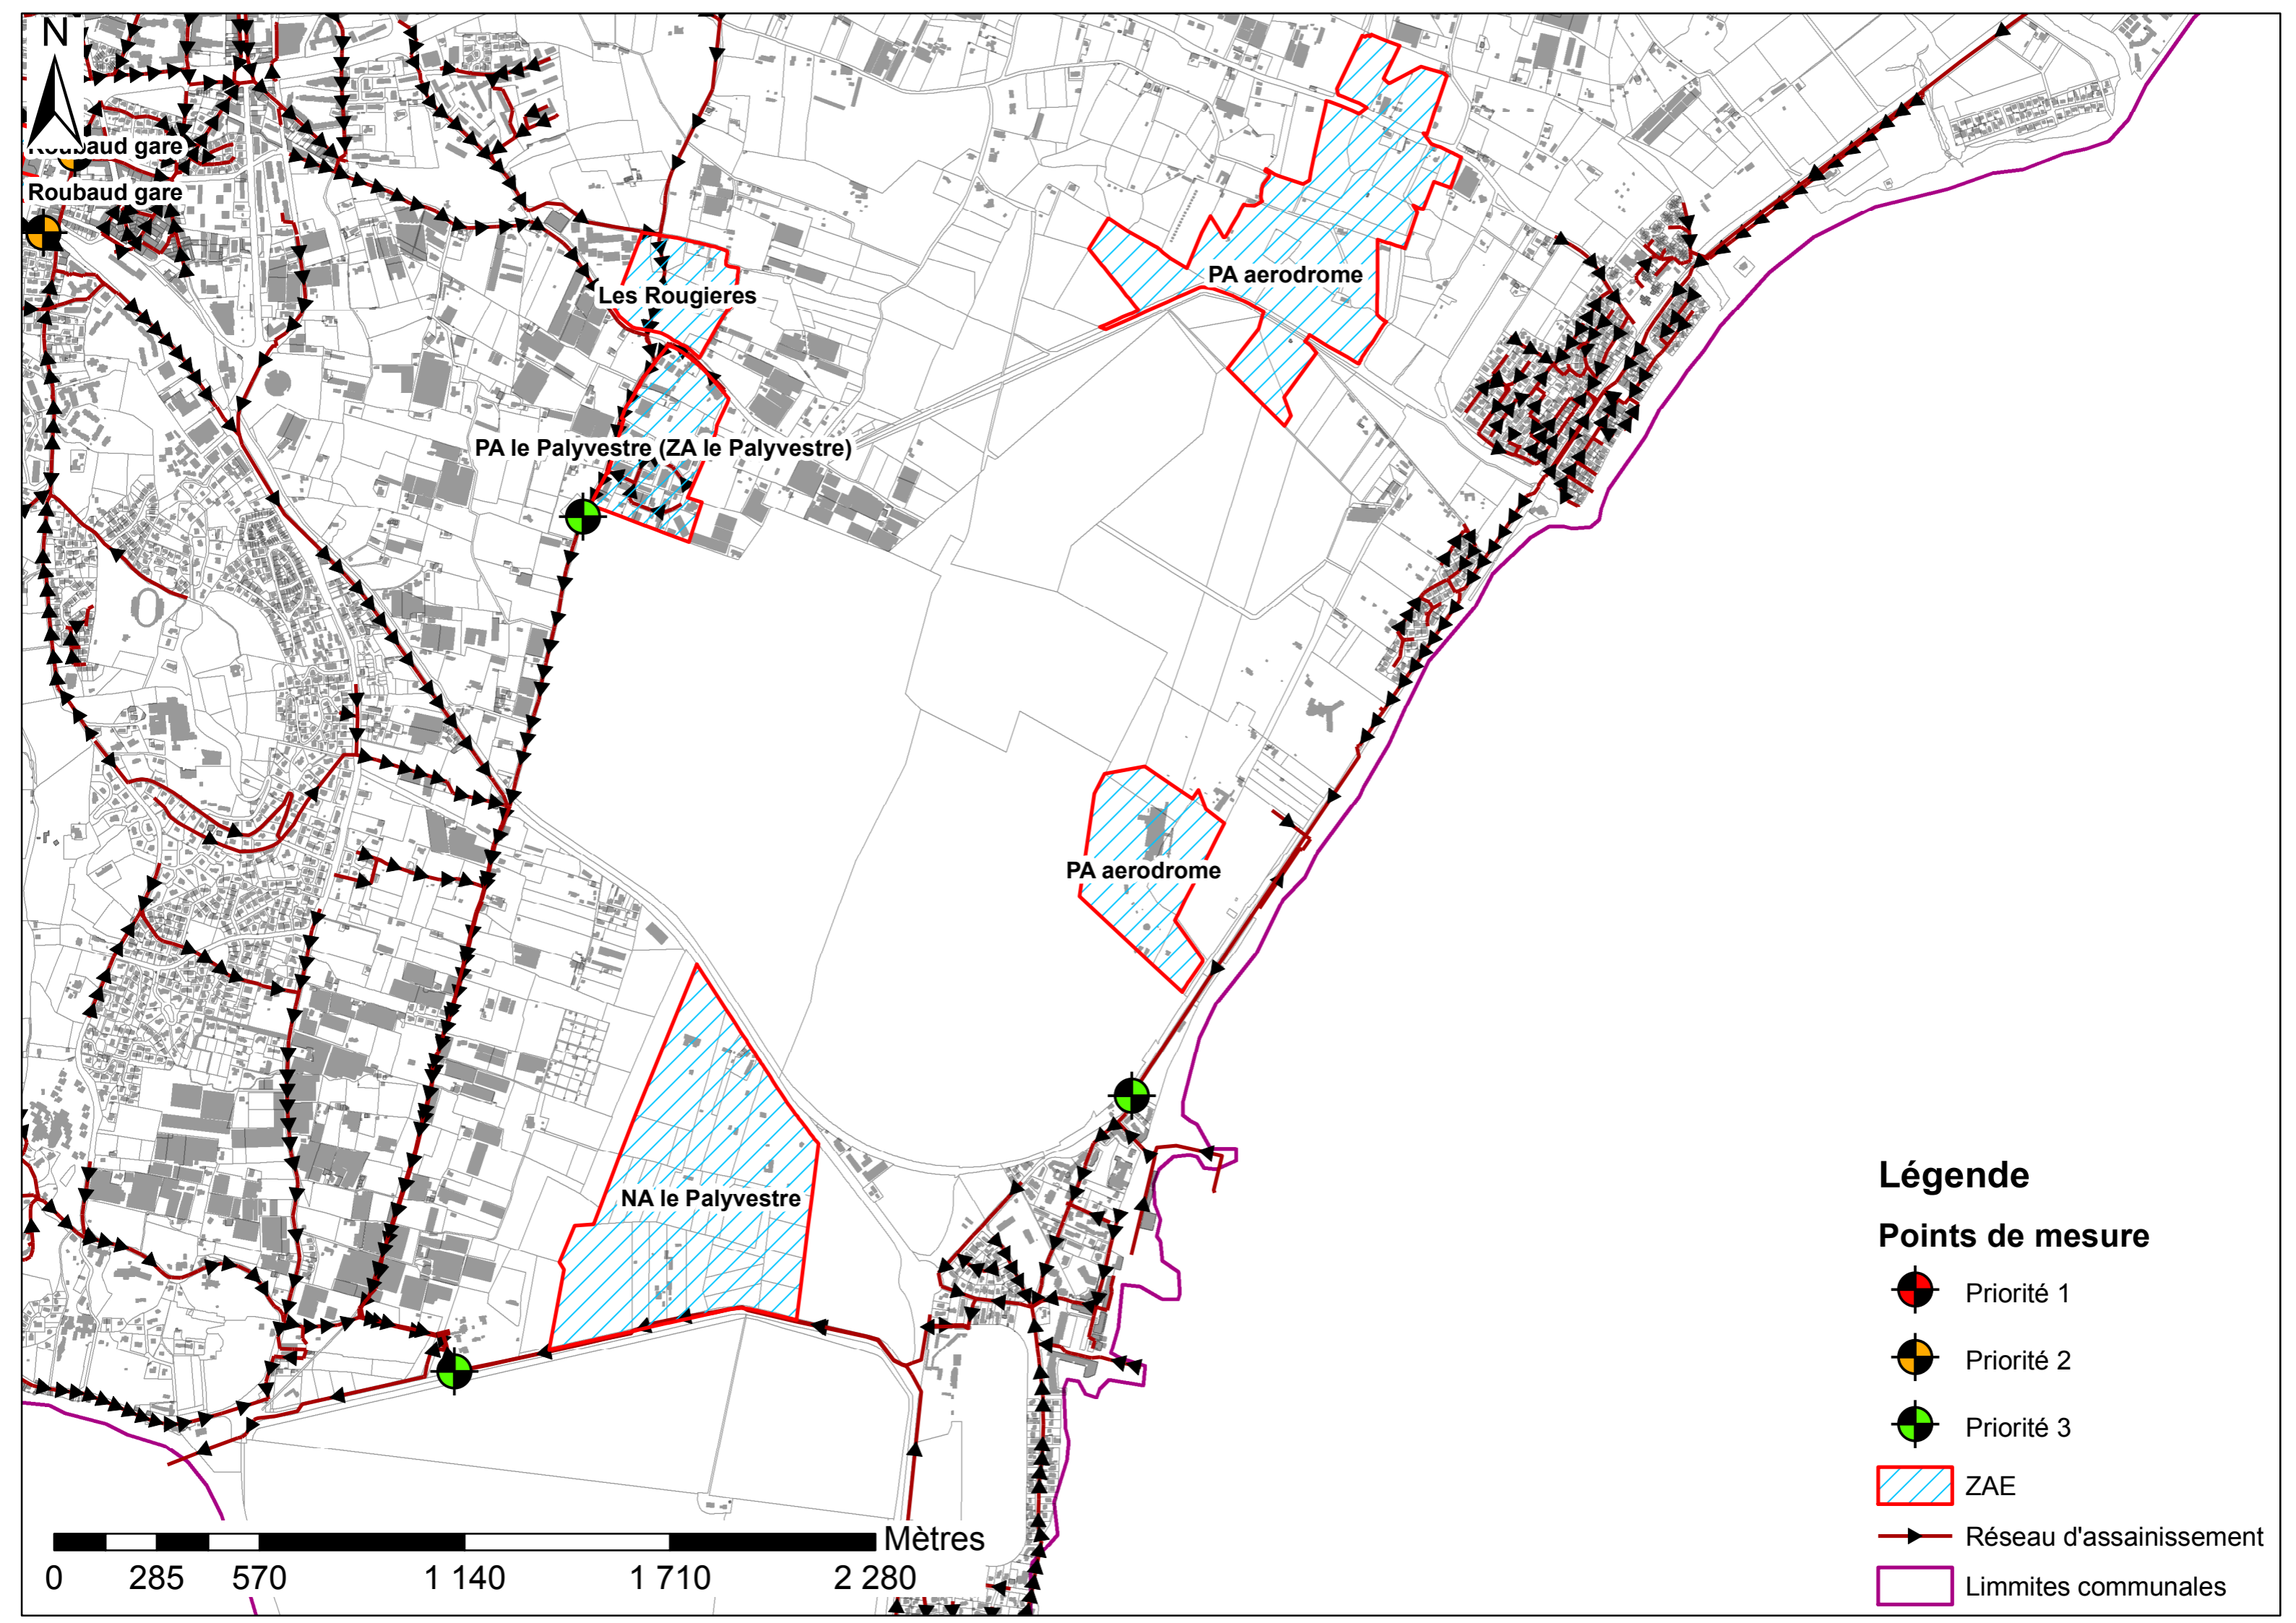 N
Roubaud gare
Roubaud gare
Les Rougieres
PA aerodrome
PA le Palyvestre (ZA le Palyvestre)
PA aerodrome
NA le Palyvestre
Légende
Points de mesure
Priorité 1
Priorité 2
Priorité 3
ZAE
Réseau d'assainissement
Limmites communales
Mètres
0 285 570 1 140 1 710 2 280